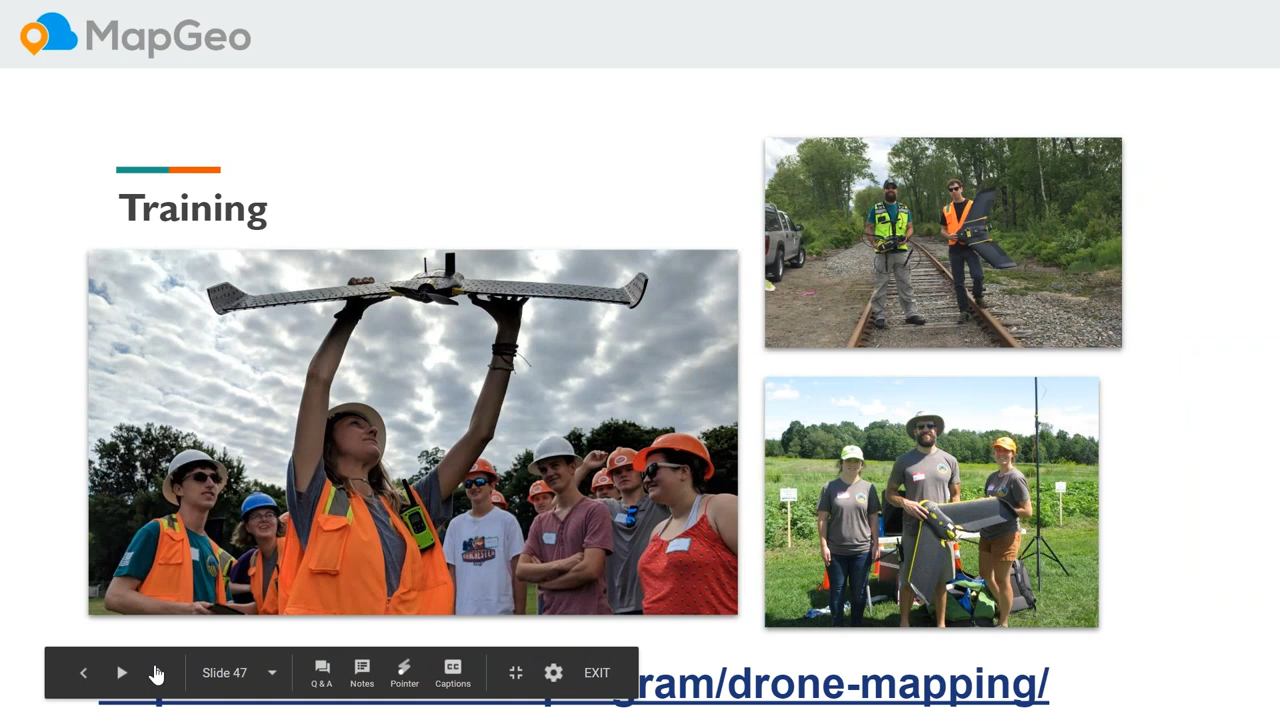 MapGeo
Training
Slide 47
Q & A
Notes
Pointer
Captions
EXIT
gram/drone-mapping/